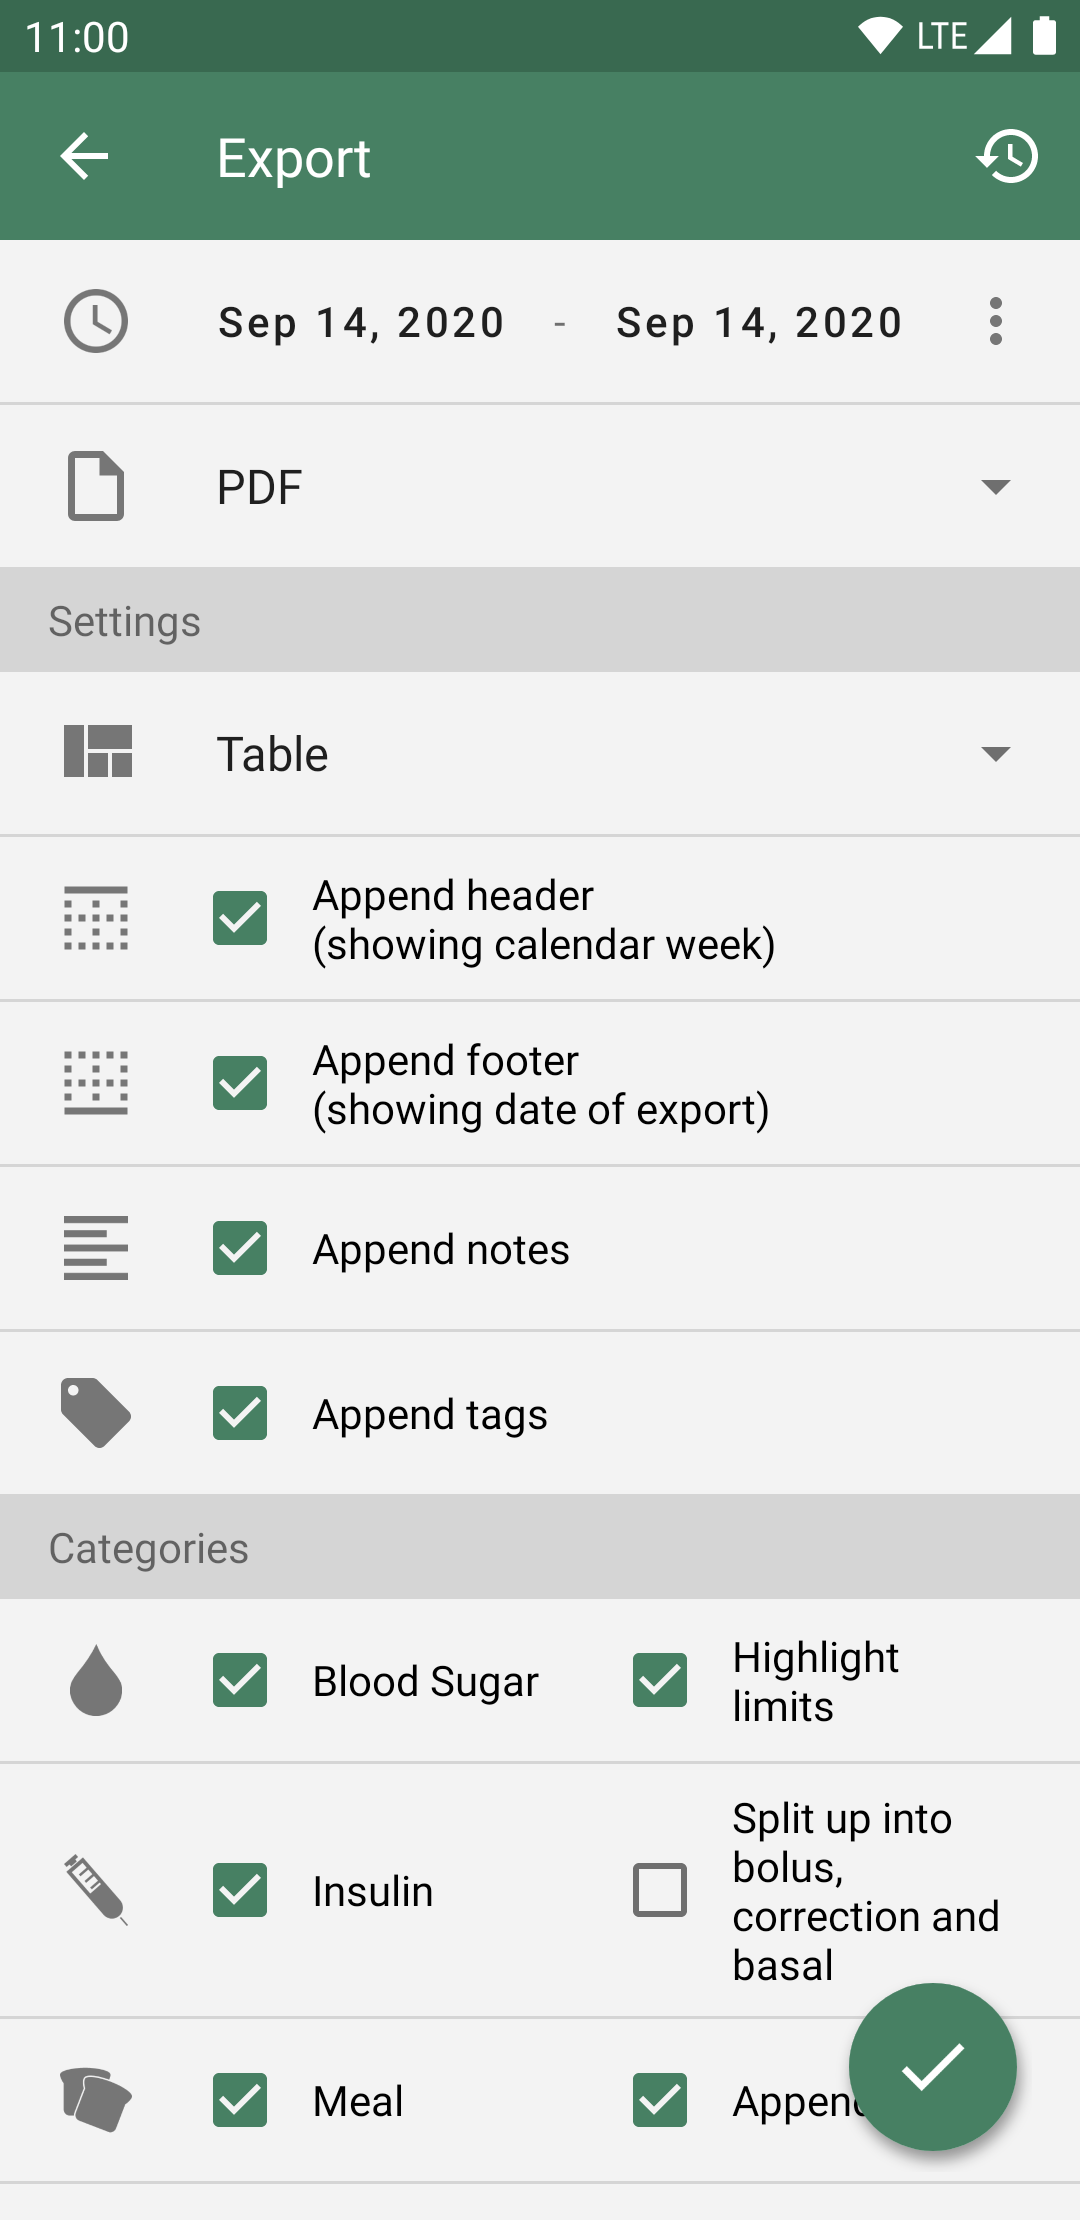 11:00 LTE
Export
Sep 14, 2020 - Sep 14, 2020
PDF
Settings
Table
Append header
(showing calendar week)
Append footer
(showing date of export)
Append notes
Append tags
Categories
Blood Sugar
Highlight
limits
Insulin
Split up into
bolus,
correction and
basal
Meal